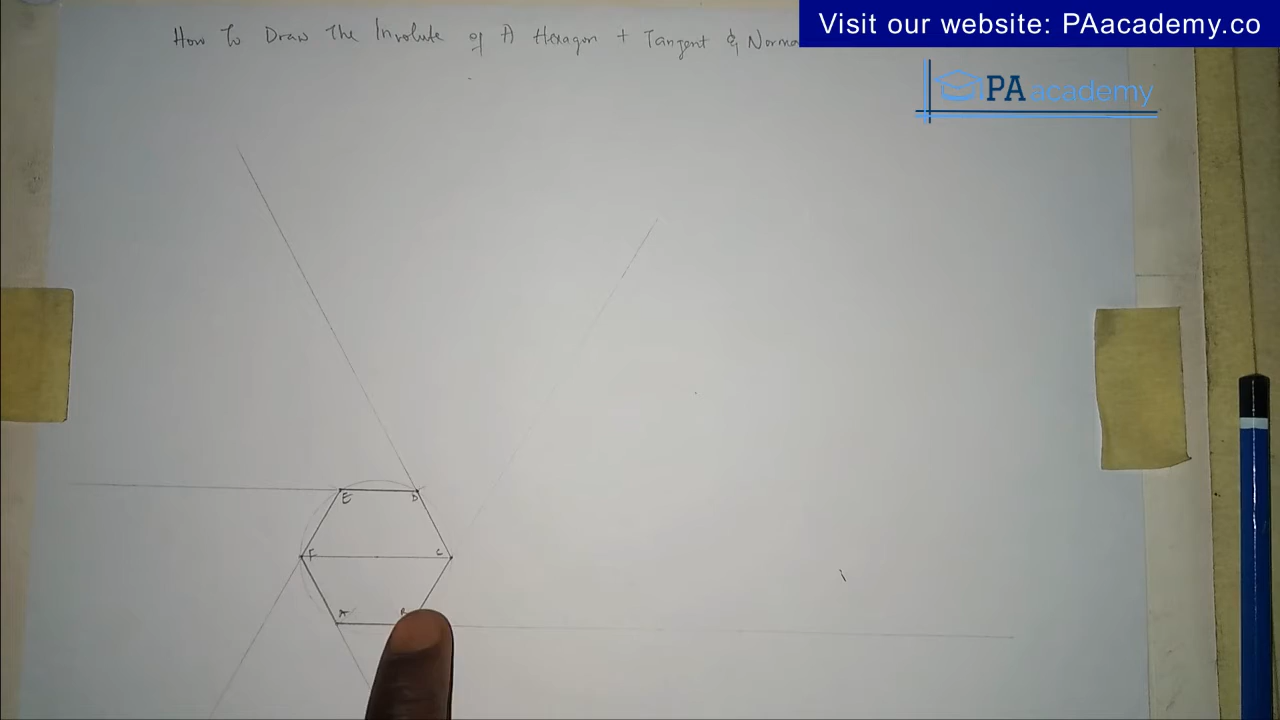 Visit our website: PAacademy.co
How To Draw The Involute of A Hexagon + Tangent & Norma
PA academy
E D
F C
A B